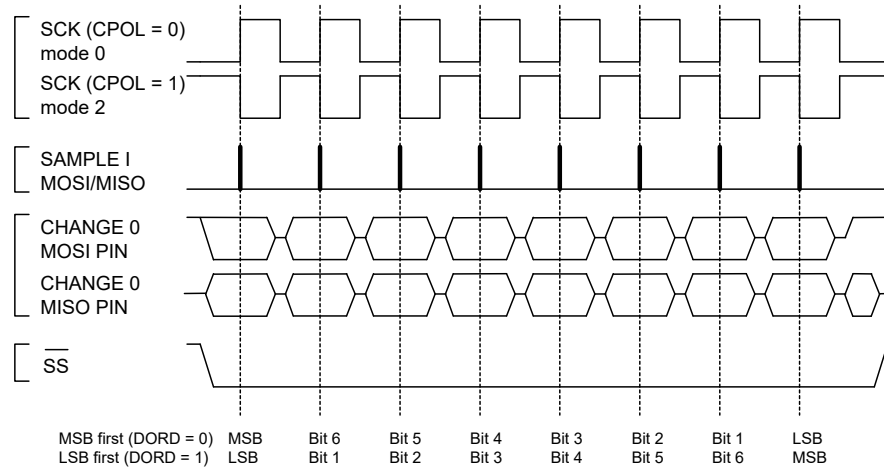 SCK (CPOL = 0)
mode 0
SCK (CPOL = 1)
mode 2
SAMPLE I
MOSI/MISO
CHANGE 0
MOSI PIN
CHANGE 0
MISO PIN
SS
MSB first (DORD = 0) MSB Bit 6 Bit 5 Bit 4 Bit 3 Bit 2 Bit 1 LSB
LSB first (DORD = 1) LSB Bit 1 Bit 2 Bit 3 Bit 4 Bit 5 Bit 6 MSB